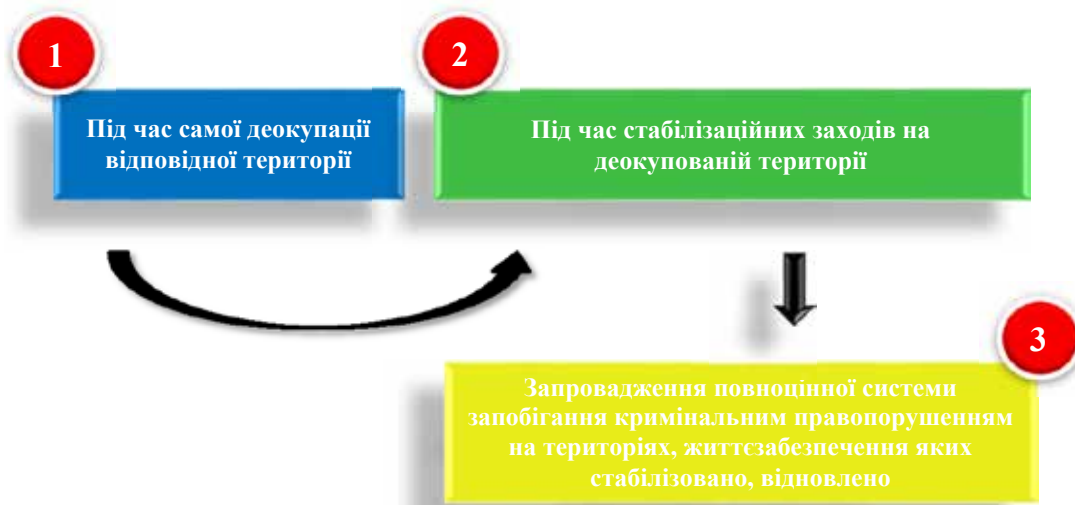 1
Під час самої деокупації
відповідної території
2
Під час стабілізаційних заходів на
деокупованій території
3
Запровадження повноцінної системи
запобігання кримінальним правопорушенням
на територіях, життєзабезпечення яких
стабілізовано, відновлено